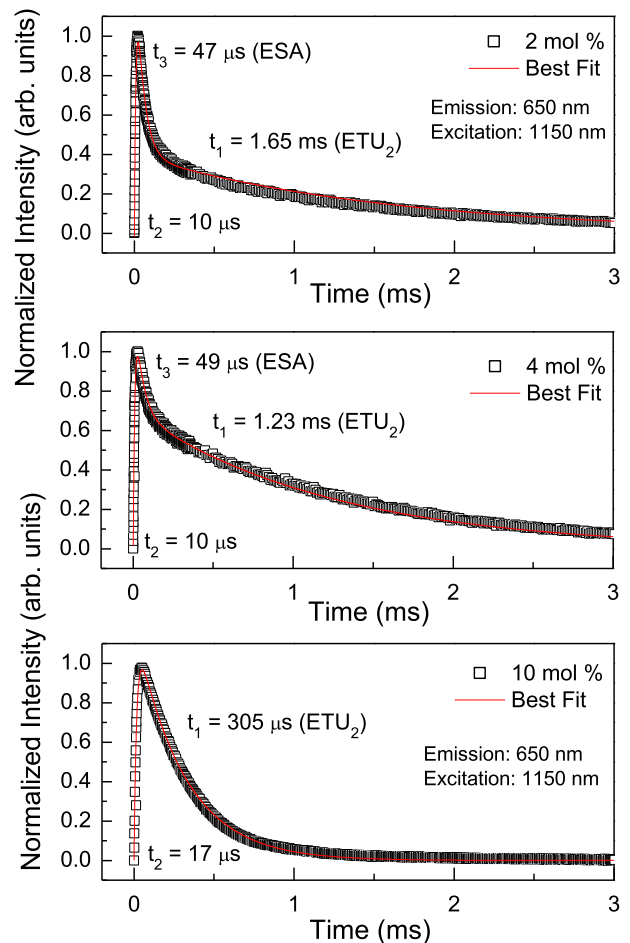 Normalized Intensity (arb. units)
1.0
0.8
0.6
0.4
0.2
0.0
t₃ = 47 μs (ESA)
t₁ = 1.65 ms (ETU₂)
t₂ = 10 μs
2 mol %
Best Fit
Emission: 650 nm
Excitation: 1150 nm
0 1 2 3
Time (ms)
1.0
0.8
0.6
0.4
0.2
0.0
t₃ = 49 μs (ESA)
t₁ = 1.23 ms (ETU₂)
t₂ = 10 μs
4 mol %
Best Fit
0 1 2 3
Time (ms)
Normalized Intensity (arb. units)
1.0
0.8
0.6
0.4
0.2
0.0
t₁ = 305 μs (ETU₂)
t₂ = 17 μs
10 mol %
Best Fit
Emission: 650 nm
Excitation: 1150 nm
0 1 2 3
Time (ms)